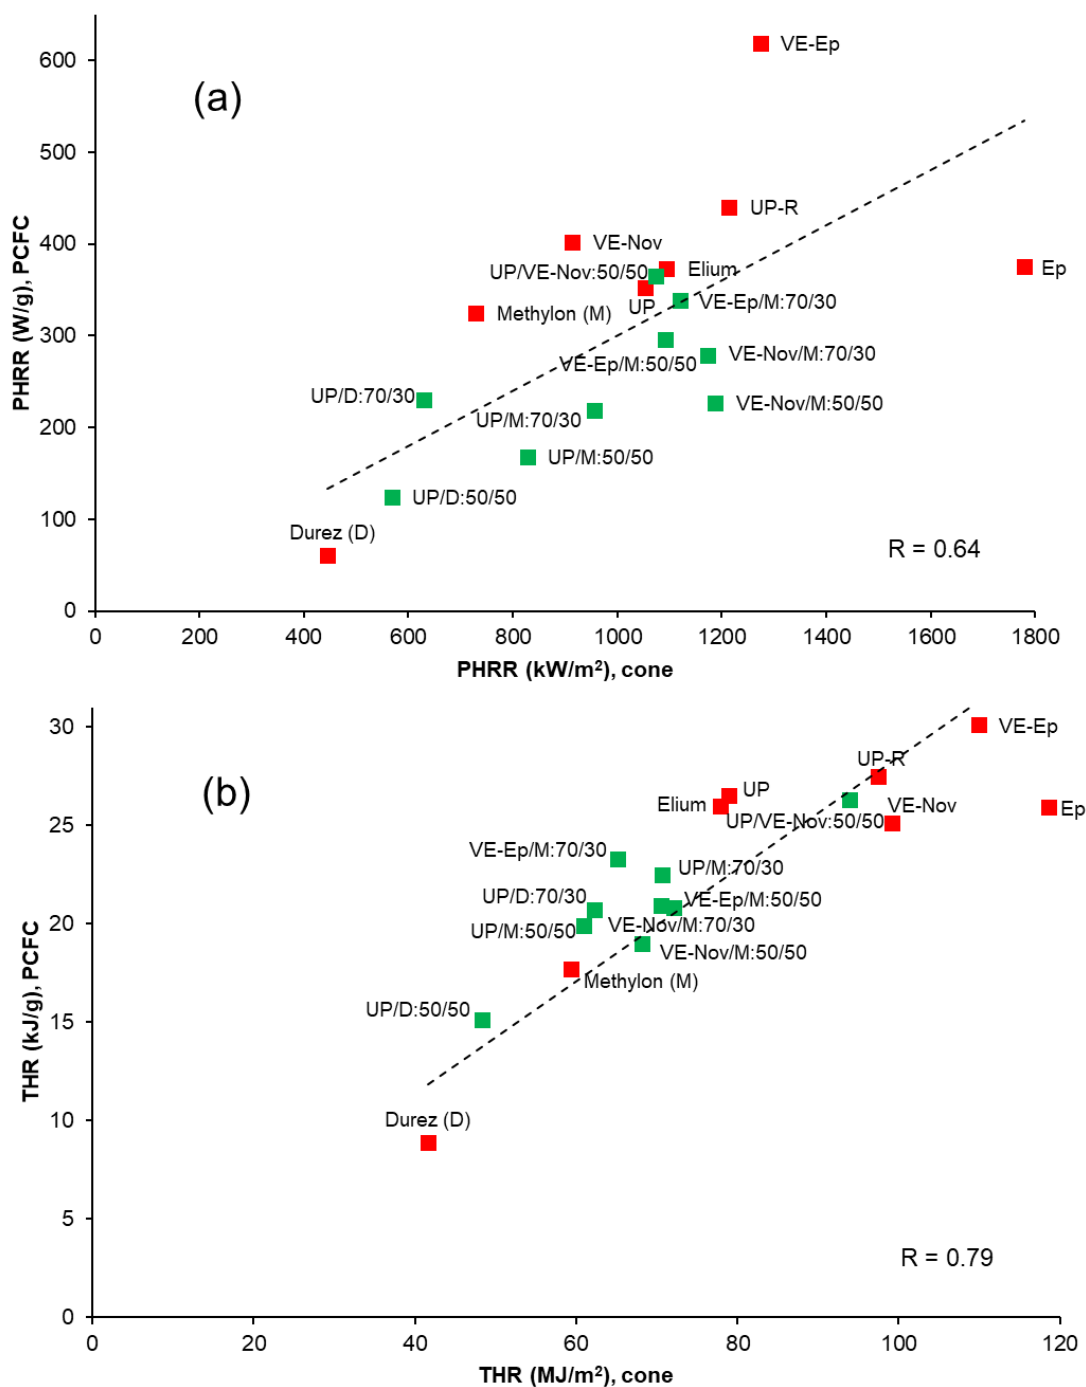 600
VE-Ep
(a)
500
UP-R
400
VE-Nov
UP/VE-Nov:50/50
Elium
Ep
UP
VE-Ep/M:70/30
300
Methylon (M)
VE-Ep/M:50/50
VE-Nov/M:70/30
UP/D:70/30
VE-Nov/M:50/50
200
UP/M:70/30
UP/M:50/50
UP/D:50/50
100
Durez (D)
R = 0.64
0
PHRR (W/g), PCFC
0 200 400 600 800 1000 1200 1400 1600 1800
PHRR (kW/m²), cone
30
VE-Ep
(b)
UP-R
UP
Elium
VE-Nov
Ep
25
UP/VE-Nov:50/50
VE-Ep/M:70/30
UP/M:70/30
UP/D:70/30
VE-Ep/M:50/50
20
UP/M:50/50
VE-Nov/M:70/30
VE-Nov/M:50/50
Methylon (M)
UP/D:50/50
15
Durez (D)
10
5
R = 0.79
0
THR (kJ/g), PCFC
0 20 40 60 80 100 120
THR (MJ/m²), cone